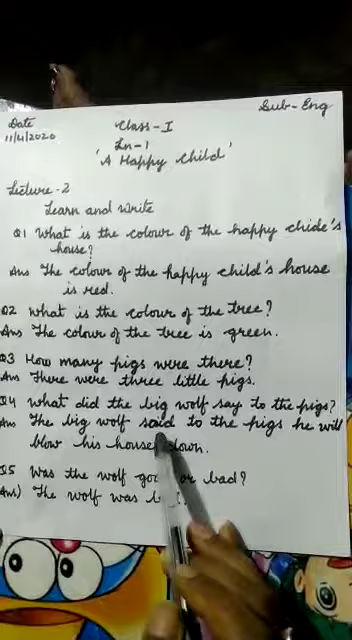 Sub- Eng
Date
11/4/2020
Class-I
Ln-1
'A Happy Child'
Lecture-2
Learn and write
Q1 What is the colour of the happy chide's
house?
Ans The colour of the happy child's house
is red.
Q2 what is the colour of the tree?
Ans The colour of the tree is green.
Q3 How many pigs were there?
Ans There were three little pigs.
Q4 what did the big wolf say to the pigs?
Ans The big wolf said to the pigs he will
blow his house down.
Q5 Was the wolf or bad?
Ans) The wolf was